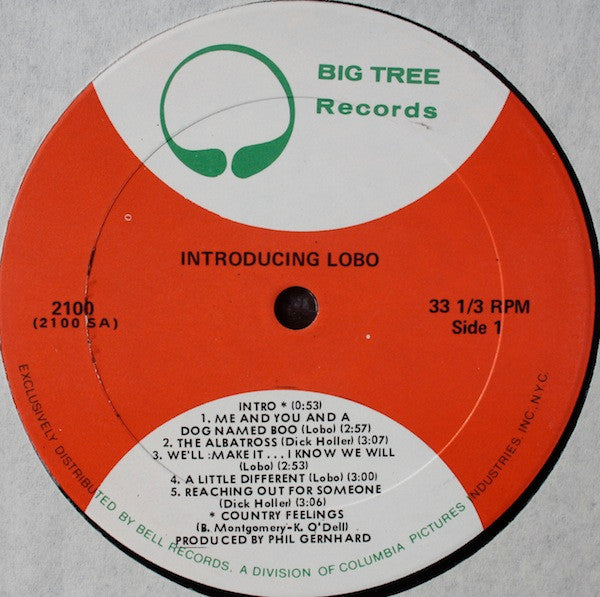 BIG TREE
Records
INTRODUCING LOBO
2100
(2100 SA)
33 1/3 RPM
Side 1
INTRO * (0:53)
1. ME AND YOU AND A
DOG NAMED BOO (Lobo) (2:57)
2. THE ALBATROSS (Dick Holler) (3:07)
3. WE'LL :MAKE IT . . . I KNOW WE WILL
(Lobo) (2:53)
4. A LITTLE DIFFERENT (Lobo) (3:00)
5. REACHING OUT FOR SOMEONE
(Dick Holler) (3:06)
* COUNTRY FEELINGS
(B. Montgomery-K. O'Dell)
PRODUCED BY PHIL GERNHARD
EXCLUSIVELY DISTRIBUTED BY BELL RECORDS, A DIVISION OF COLUMBIA PICTURES INDUSTRIES, INC. N.Y.C.